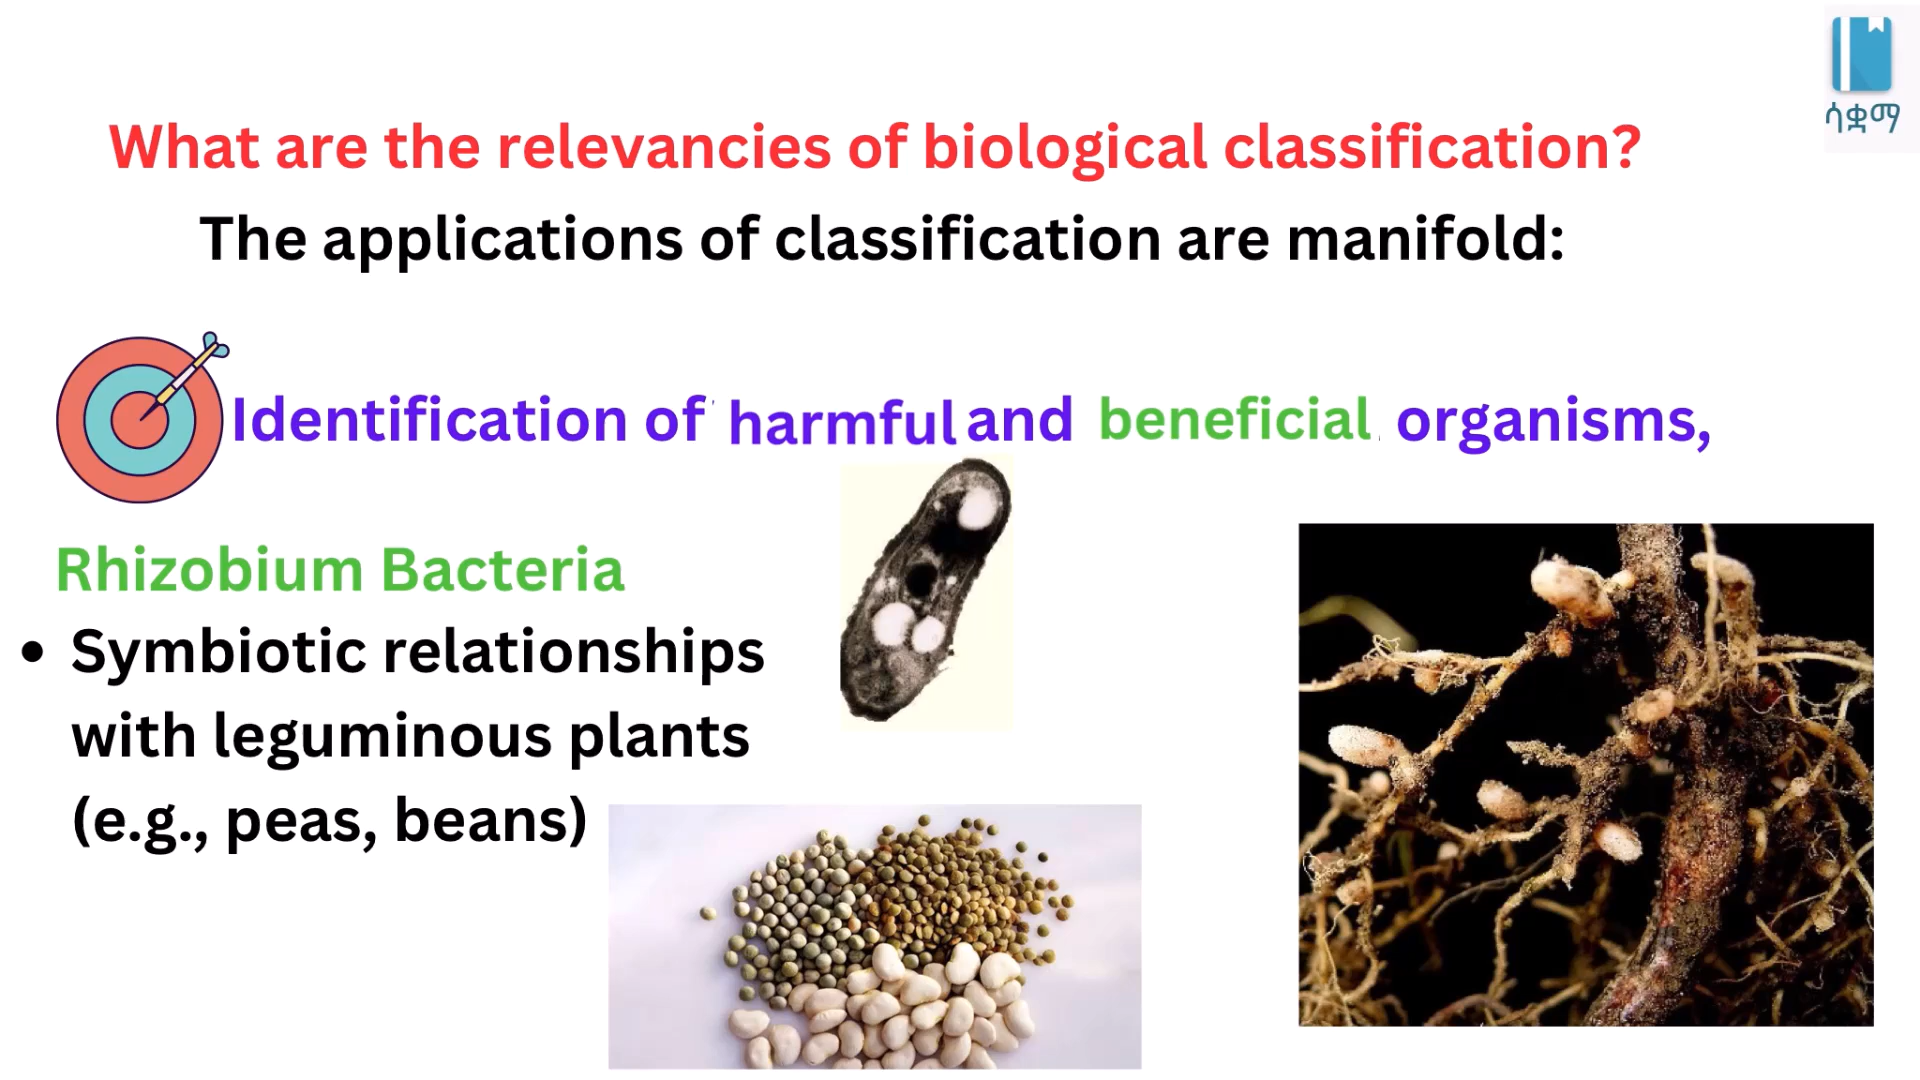 ሳቋማ
What are the relevancies of biological classification?
The applications of classification are manifold:
Identification of harmful and beneficial organisms,
Rhizobium Bacteria
• Symbiotic relationships
with leguminous plants
(e.g., peas, beans)